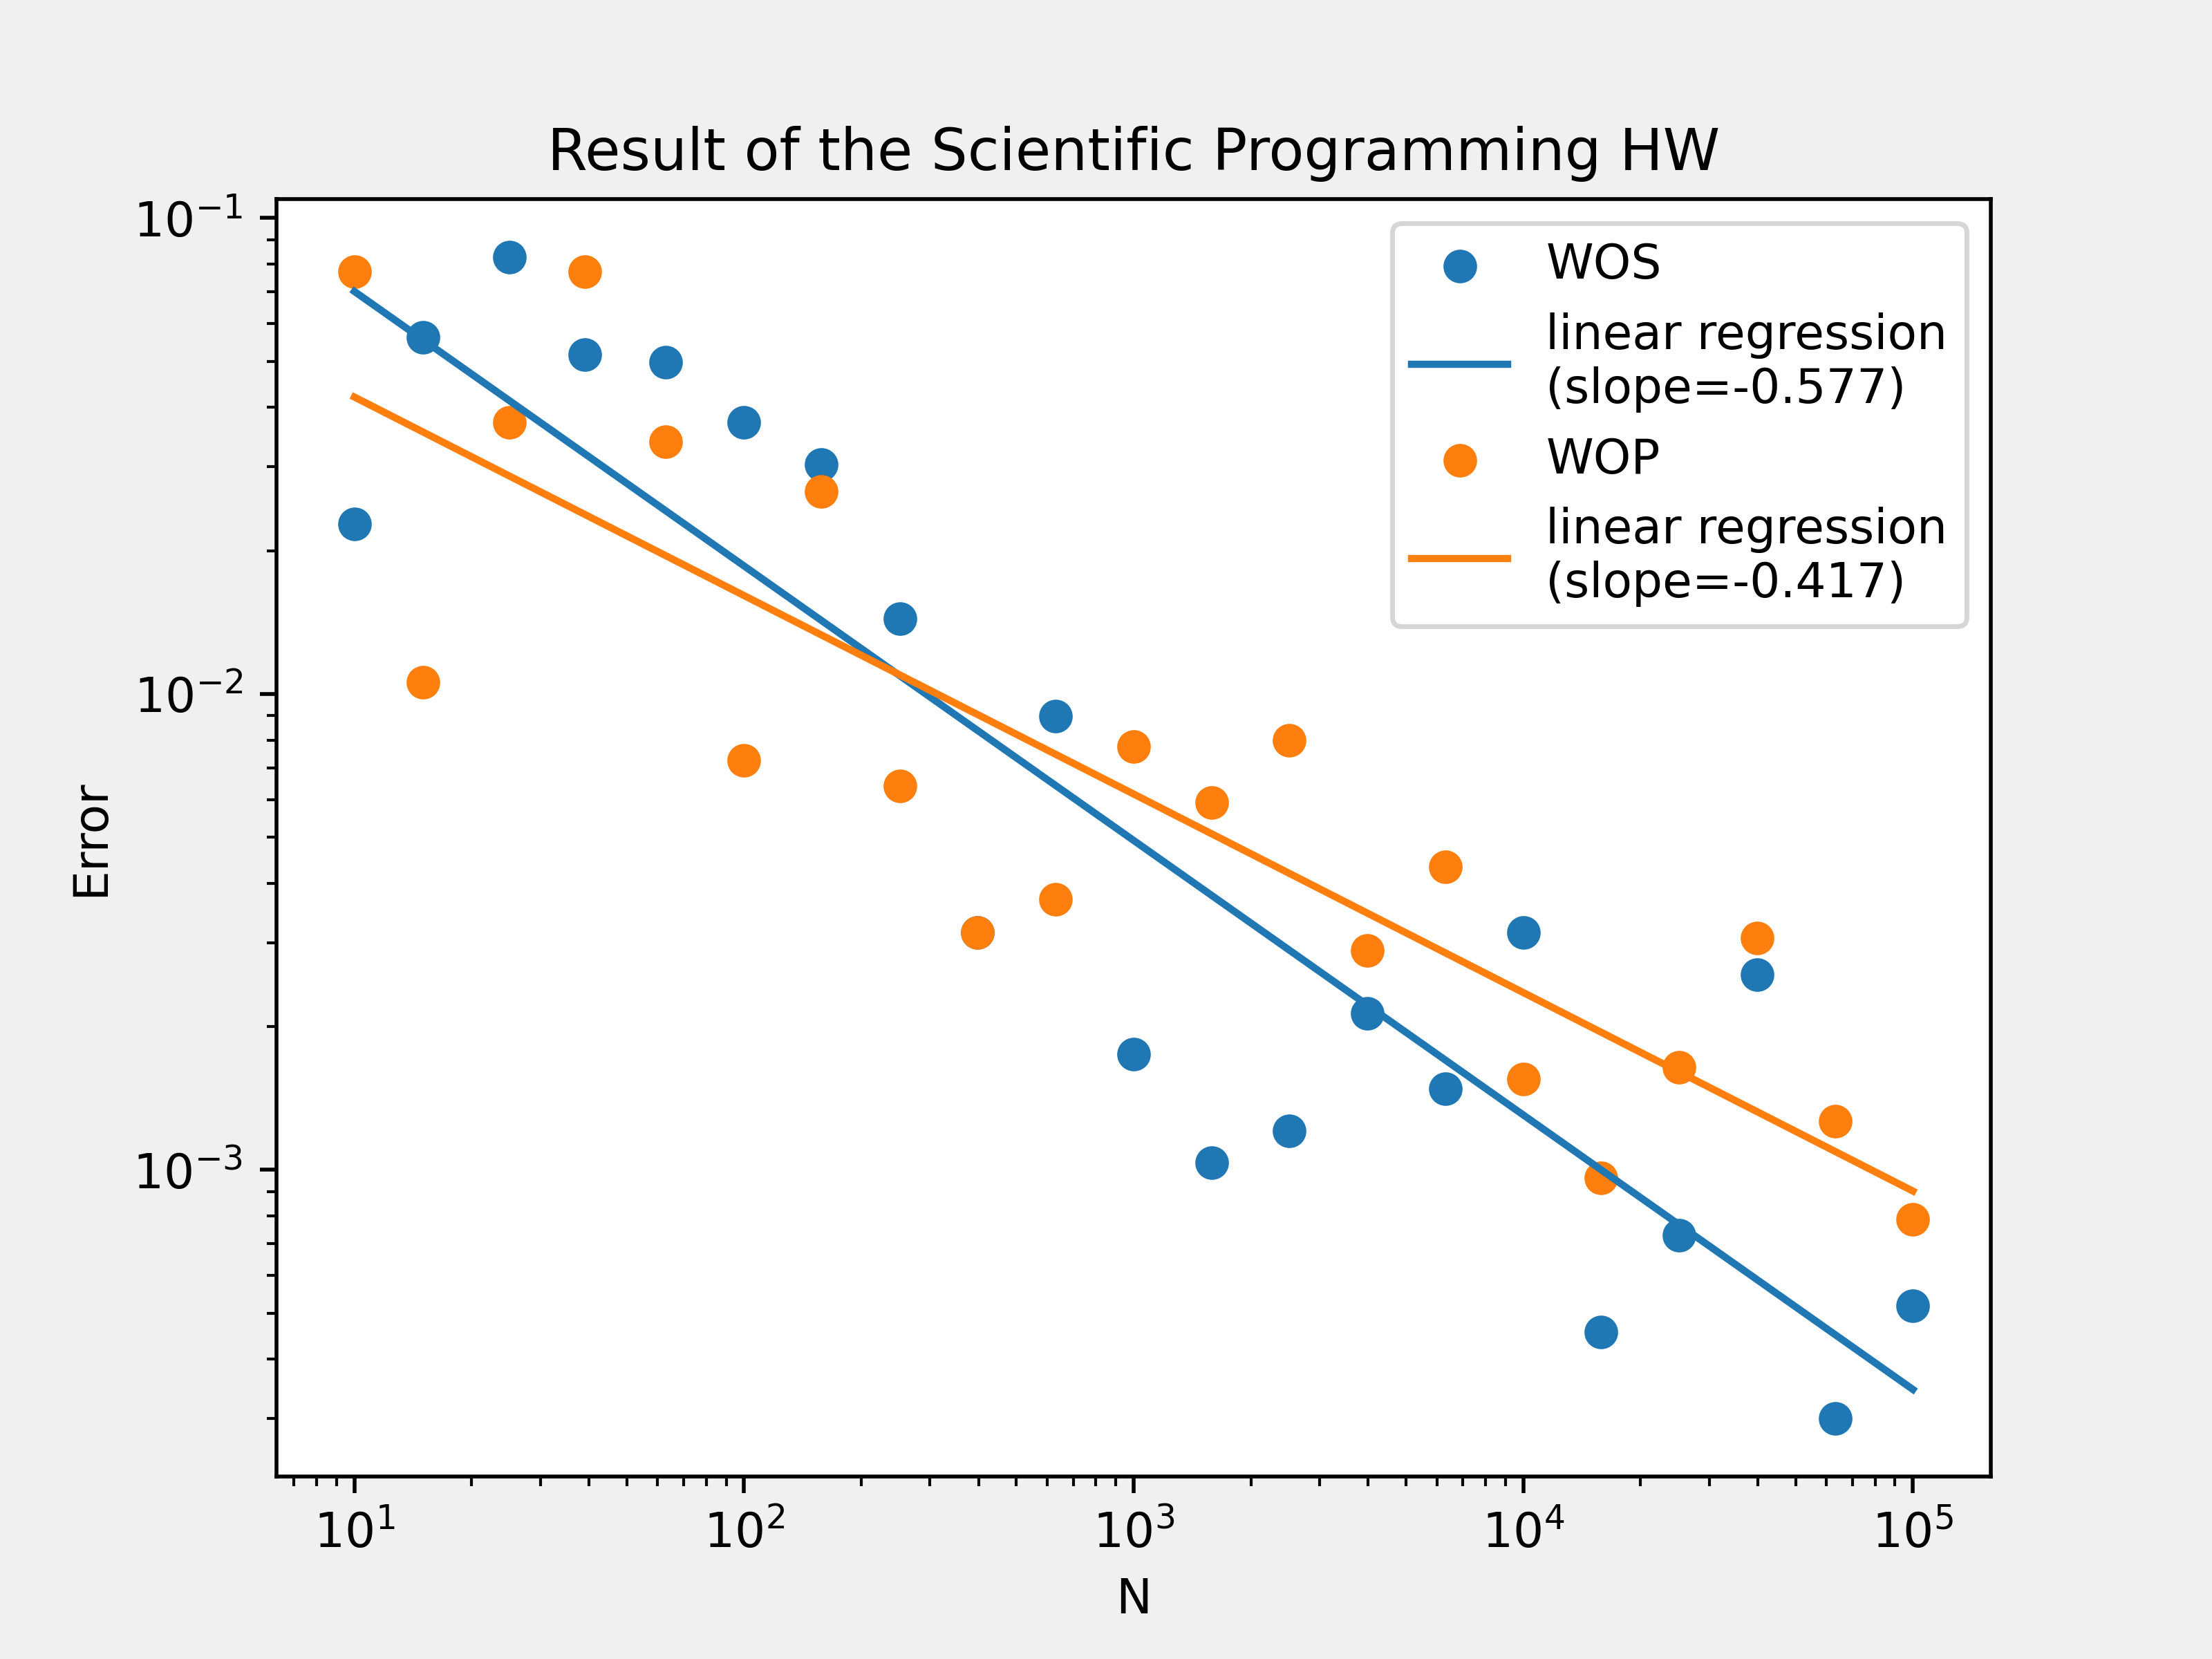 Result of the Scientific Programming HW
10⁻¹
10⁻²
10⁻³
Error
WOS
linear regression
(slope=-0.577)
WOP
linear regression
(slope=-0.417)
10¹ 10² 10³ 10⁴ 10⁵
N